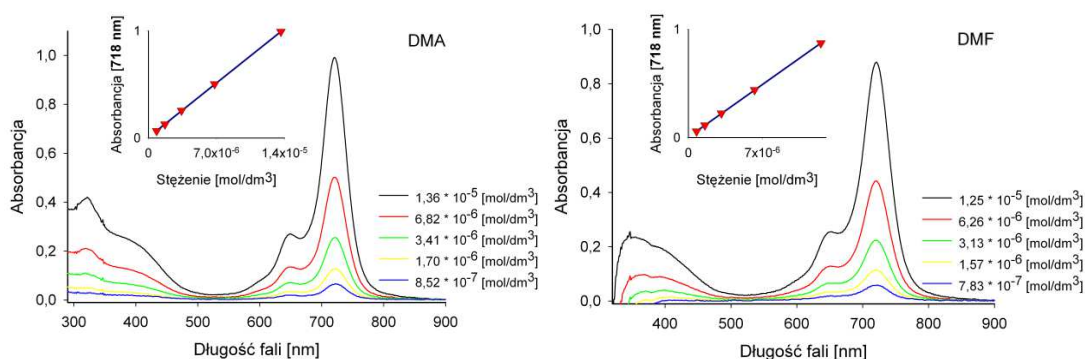 DMA
Absorbancja
1,0
0,8
0,6
0,4
0,2
0,0
300 400 500 600 700 800 900
Długość fali [nm]
Absorbancja [718 nm]
1
0
0 7,0x10-6 1,4x10-5
Stężenie [mol/dm3]
1,36 * 10-5 [mol/dm3]
6,82 * 10-6 [mol/dm3]
3,41 * 10-6 [mol/dm3]
1,70 * 10-6 [mol/dm3]
8,52 * 10-7 [mol/dm3]
DMF
Absorbancja
1,0
0,8
0,6
0,4
0,2
0,0
400 500 600 700 800 900
Długość fali [nm]
Absorbancja [718 nm]
1
0
0 7x10-6
Stężenie [mol/dm3]
1,25 * 10-5 [mol/dm3]
6,26 * 10-6 [mol/dm3]
3,13 * 10-6 [mol/dm3]
1,57 * 10-6 [mol/dm3]
7,83 * 10-7 [mol/dm3]